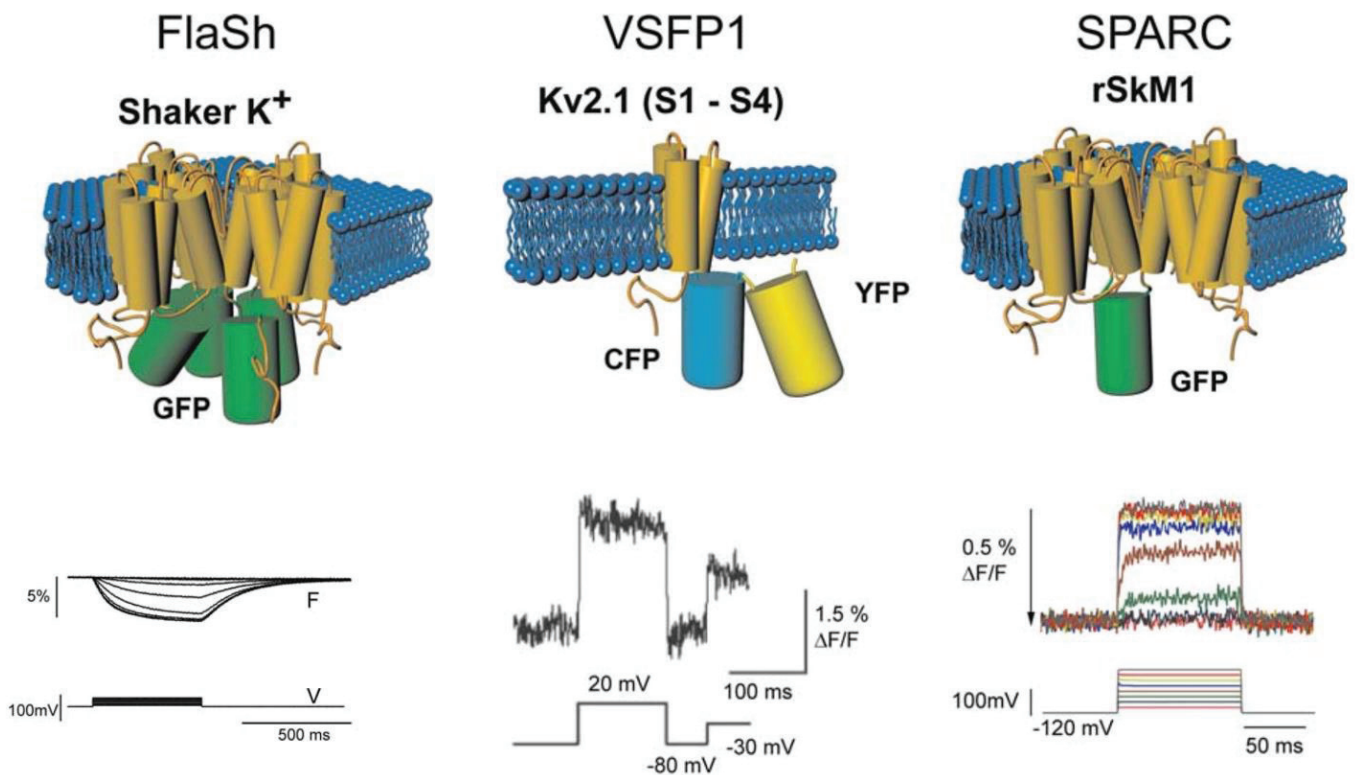 FlaSh
Shaker K+
GFP
5%
F
100mV
V
500 ms
VSFP1
Kv2.1 (S1 - S4)
CFP
YFP
1.5 %
ΔF/F
100 ms
20 mV
-80 mV
-30 mV
SPARC
rSkM1
GFP
0.5 %
ΔF/F
100mV
-120 mV
50 ms